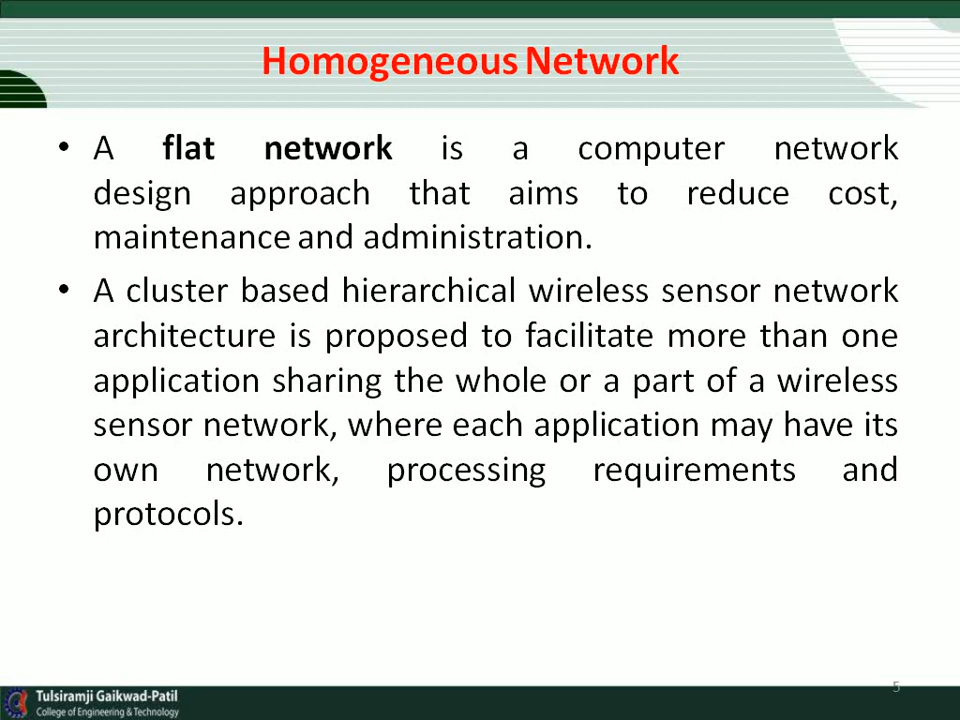 Homogeneous Network
• A flat network is a computer network
design approach that aims to reduce cost,
maintenance and administration.
• A cluster based hierarchical wireless sensor network
architecture is proposed to facilitate more than one
application sharing the whole or a part of a wireless
sensor network, where each application may have its
own network, processing requirements and
protocols.
5
Tulsiramji Gaikwad-Patil
College of Engineering & Technology